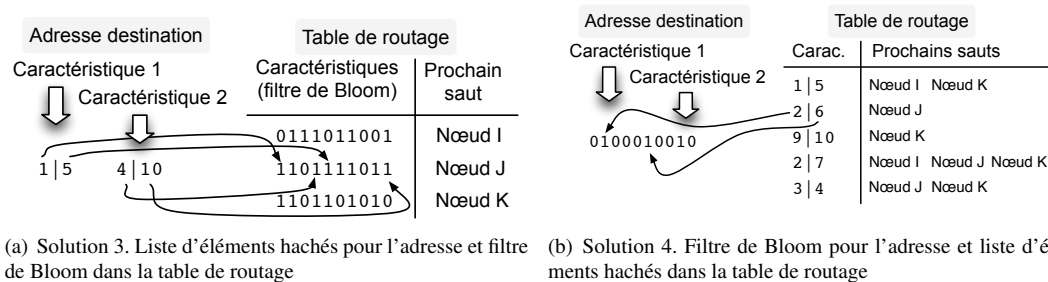 Adresse destination
Table de routage
Caractéristique 1
Caractéristique 2
Caractéristiques
(filtre de Bloom)
Prochain
saut
0111011001
Nœud I
1|5
4|10
1101111011
Nœud J
1101101010
Nœud K
(a) Solution 3. Liste d'éléments hachés pour l'adresse et filtre
de Bloom dans la table de routage
Adresse destination
Table de routage
Caractéristique 1
Caractéristique 2
0100010010
Carac.
Prochains sauts
1|5
Nœud I Nœud K
2|6
Nœud J
9|10
Nœud K
2|7
Nœud I Nœud J Nœud K
3|4
Nœud J Nœud K
(b) Solution 4. Filtre de Bloom pour l'adresse et liste d'é
ments hachés dans la table de routage